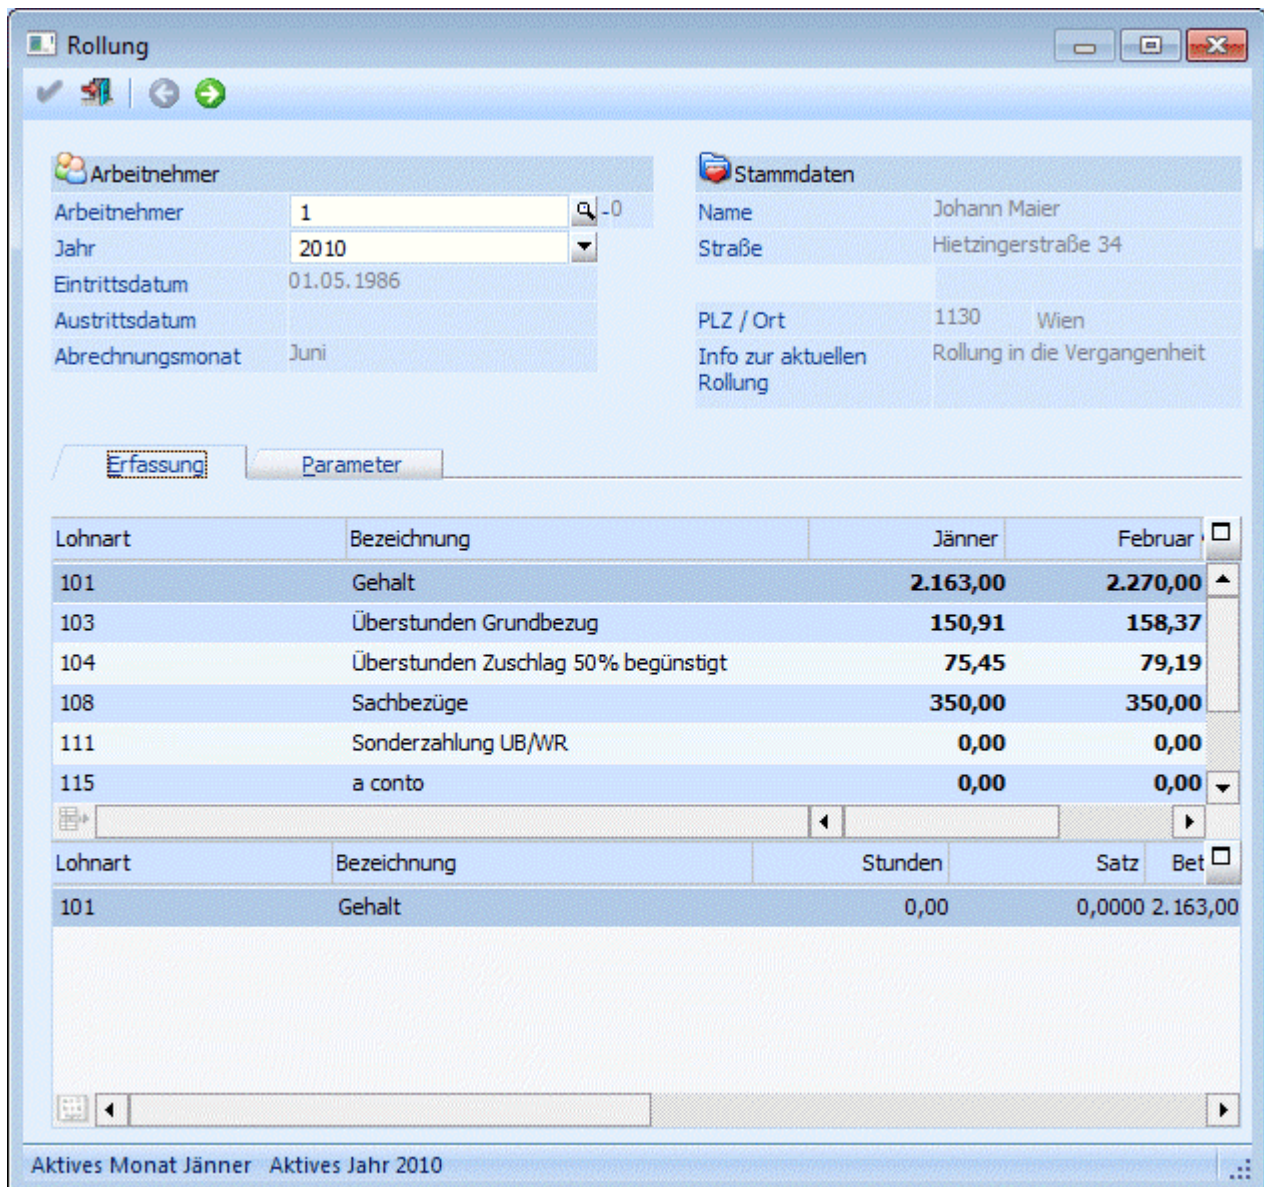 Rollung
Arbeitnehmer
Arbeitnehmer 1 -0
Jahr 2010
Eintrittsdatum 01.05.1986
Austrittsdatum
Abrechnungsmonat Juni
Stammdaten
Name Johann Maier
Straße Hietzingerstraße 34
PLZ / Ort 1130 Wien
Info zur aktuellen Rollung in die Vergangenheit
Rollung
Erfassung Parameter
Lohnart Bezeichnung Jänner Februar
101 Gehalt 2.163,00 2.270,00
103 Überstunden Grundbezug 150,91 158,37
104 Überstunden Zuschlag 50% begünstigt 75,45 79,19
108 Sachbezüge 350,00 350,00
111 Sonderzahlung UB/WR 0,00 0,00
115 a conto 0,00 0,00
Lohnart Bezeichnung Stunden Satz Bet
101 Gehalt 0,00 0,0000 2.163,00
Aktives Monat Jänner Aktives Jahr 2010